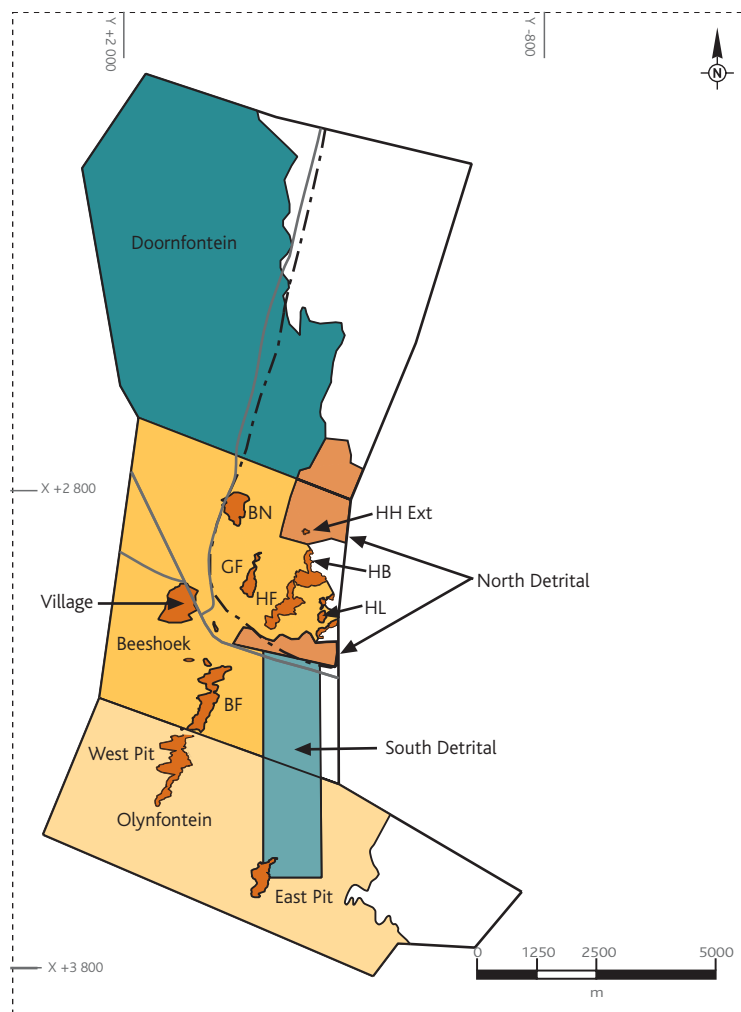 Y +2 000
Y -800
N
Doornfontein
X +2 800
BN
HH Ext
GF
HB
North Detrital
HF
Village
HL
Beeshoek
BF
West Pit
South Detrital
Olynfontein
East Pit
0 1250 2500 5000
X +3 800
m